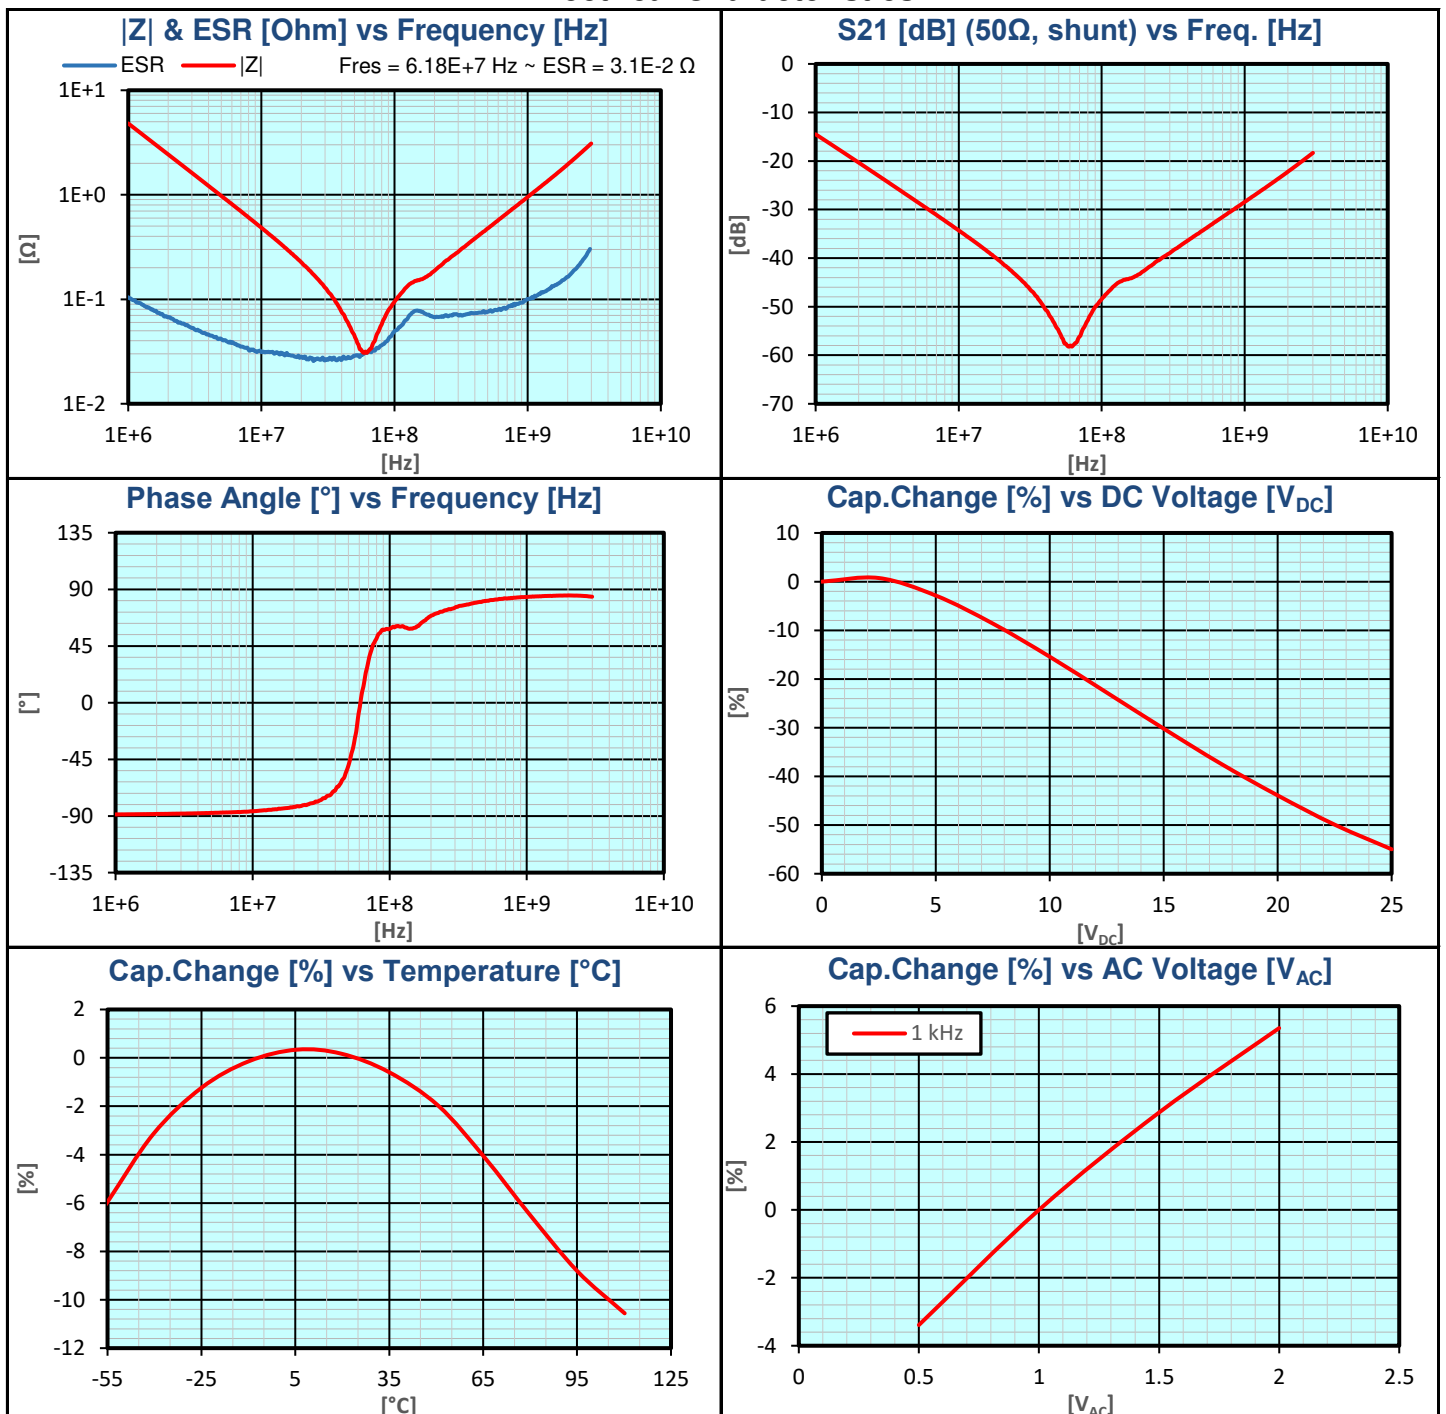 |Z| & ESR [Ohm] vs Frequency [Hz]
ESR |Z| Fres = 6.18E+7 Hz ~ ESR = 3.1E-2 Ω
1E+1
1E+0
1E-1
1E-2
[Ω]
1E+6 1E+7 1E+8 1E+9 1E+10
[Hz]
S21 [dB] (50Ω, shunt) vs Freq. [Hz]
0
-10
-20
-30
-40
-50
-60
-70
[dB]
1E+6 1E+7 1E+8 1E+9 1E+10
[Hz]
Phase Angle [°] vs Frequency [Hz]
135
90
45
0
-45
-90
-135
[°]
1E+6 1E+7 1E+8 1E+9 1E+10
[Hz]
Cap.Change [%] vs DC Voltage [VDC]
10
0
-10
-20
-30
-40
-50
-60
[%]
0 5 10 15 20 25
[VDC]
Cap.Change [%] vs Temperature [°C]
2
0
-2
-4
-6
-8
-10
-12
[%]
-55 -25 5 35 65 95 125
[°C]
Cap.Change [%] vs AC Voltage [VAC]
1 kHz
6
4
2
0
-2
-4
[%]
0 0.5 1 1.5 2 2.5
[VAC]